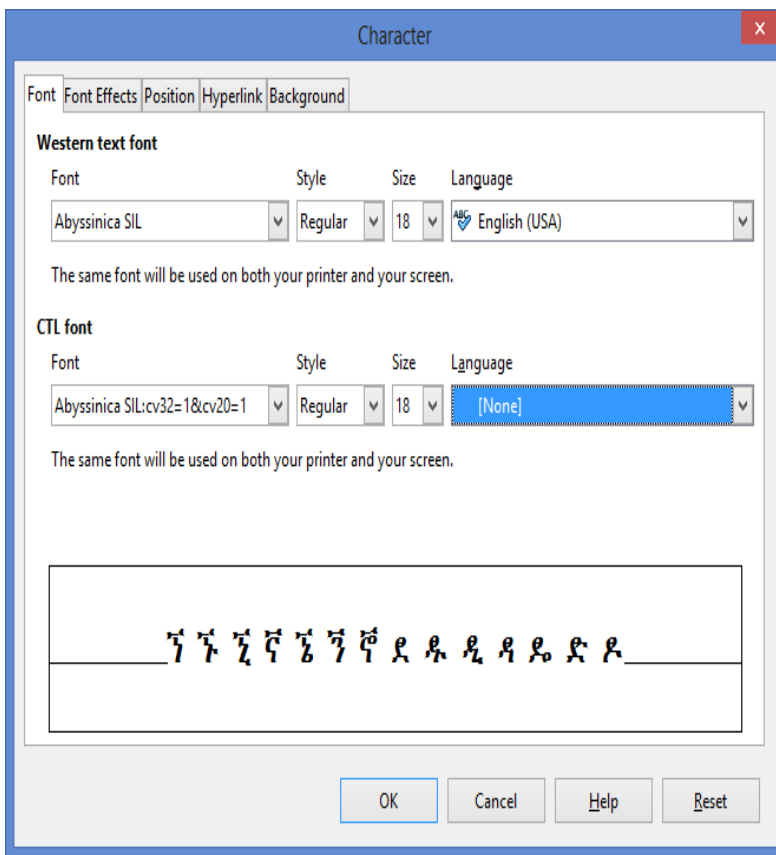 Character
x
Font Font Effects Position Hyperlink Background
Western text font
Font Style Size Language
Abyssinica SIL Regular 18 ABC English (USA)
The same font will be used on both your printer and your screen.
CTL font
Font Style Size Language
Abyssinica SIL:cv32=1&cv20=1 Regular 18 [None]
The same font will be used on both your printer and your screen.
ኘ ኙ ኚ ኛ ኜ ኝ ኞ ደ ዱ ዲ ዳ ዴ ድ ዶ
OK Cancel Help Reset